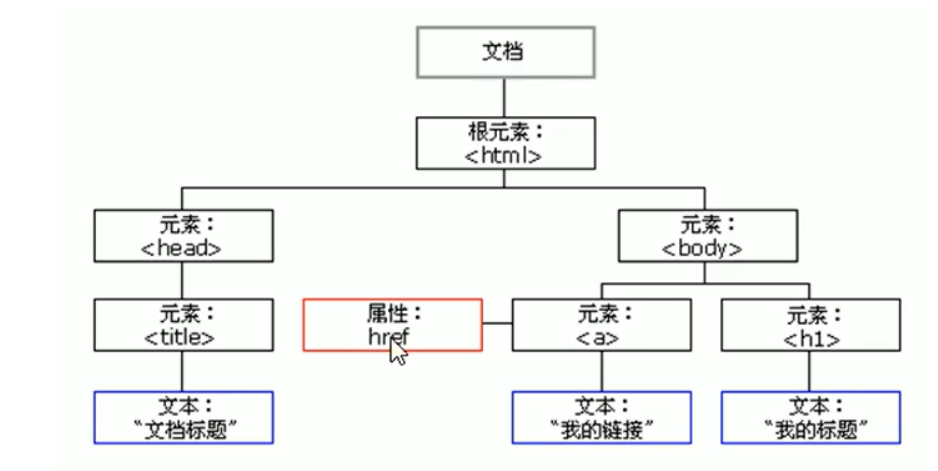 文档
根元素：
<html>
元素：
<head>
元素：
<body>
元素：
<title>
属性：
href
元素：
<a>
元素：
<h1>
文本：
“文档标题”
文本：
“我的链接”
文本：
“我的标题”